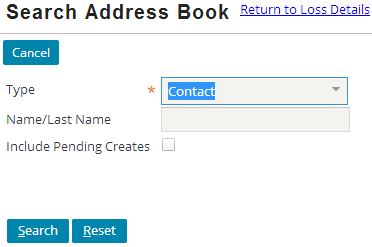 Search Address Book Return to Loss Details
Cancel
Type * Contact
Name/Last Name
Include Pending Creates
Search Reset